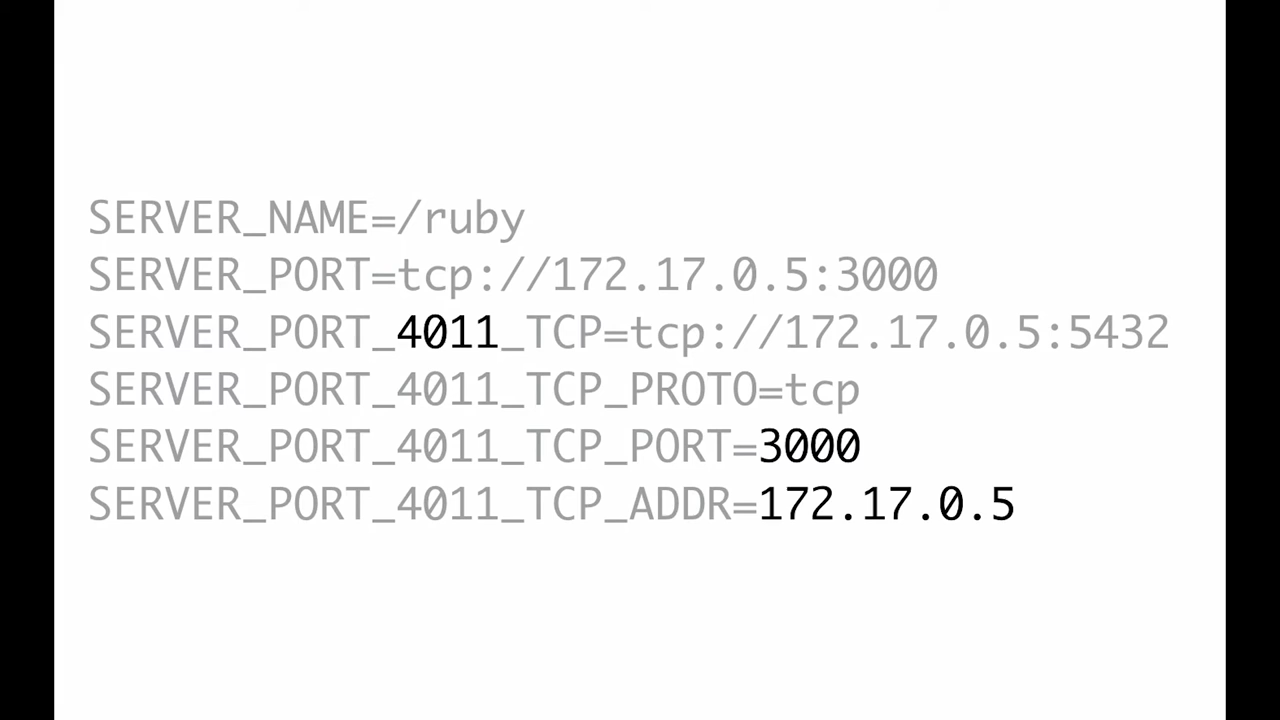 SERVER_NAME=/ruby
SERVER_PORT=tcp://172.17.0.5:3000
SERVER_PORT_4011_TCP=tcp://172.17.0.5:5432
SERVER_PORT_4011_TCP_PROTO=tcp
SERVER_PORT_4011_TCP_PORT=3000
SERVER_PORT_4011_TCP_ADDR=172.17.0.5